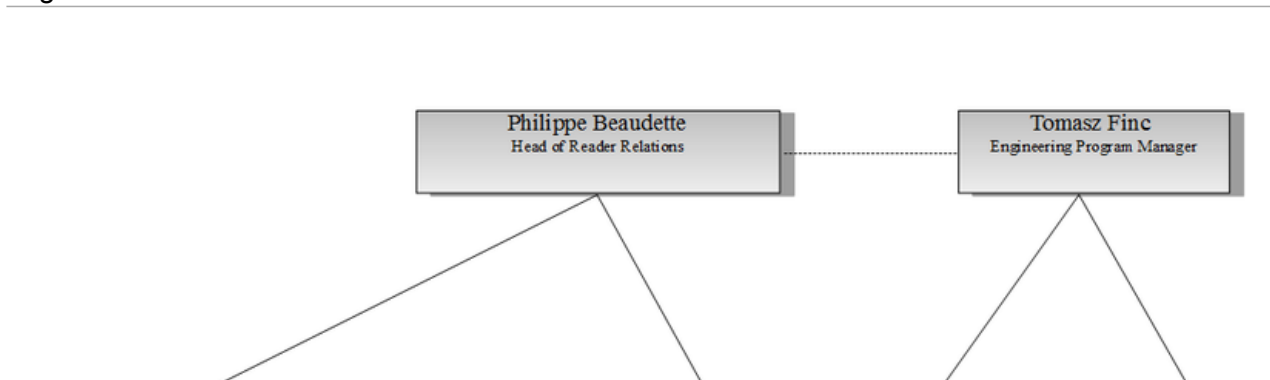 Philippe Beaudette
Head of Reader Relations
Tomasz Finc
Engineering Program Manager